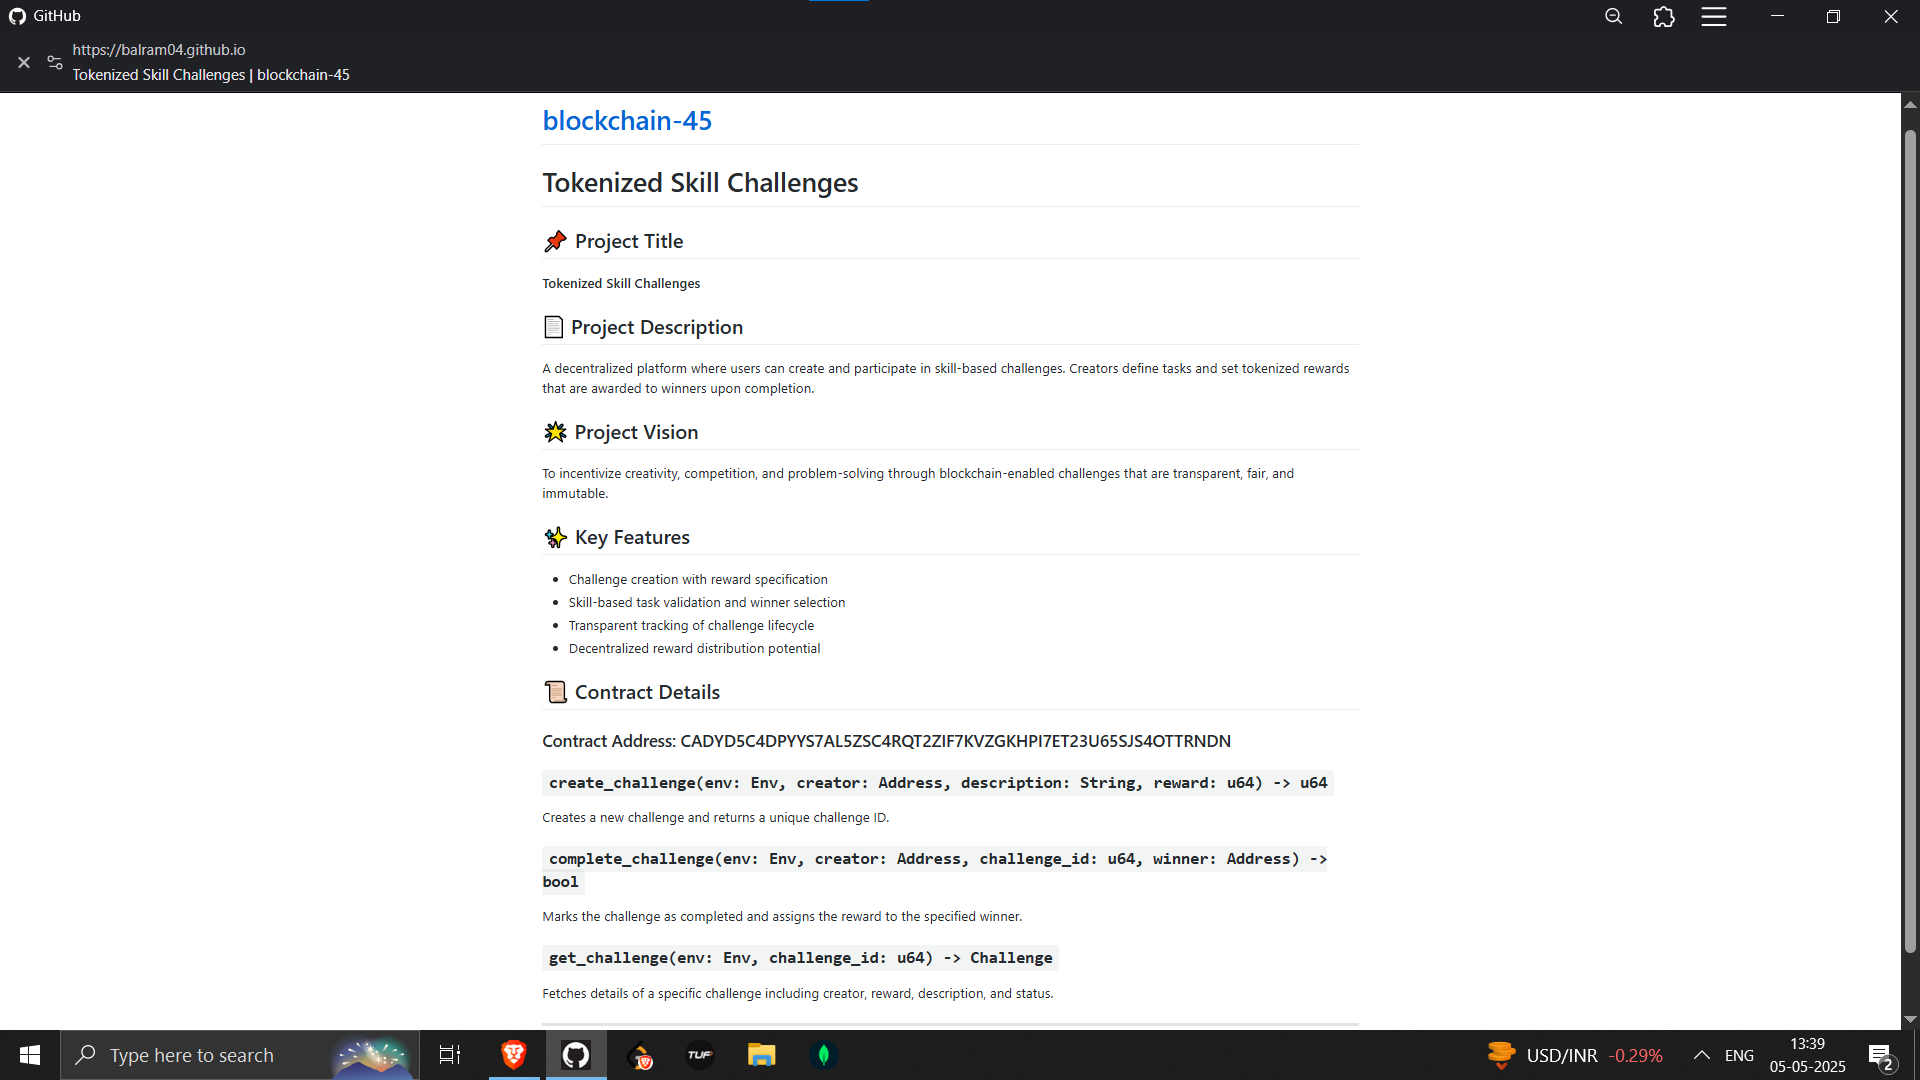 GitHub
https://balram04.github.io
Tokenized Skill Challenges | blockchain-45
blockchain-45
Tokenized Skill Challenges
Project Title
Tokenized Skill Challenges
Project Description
A decentralized platform where users can create and participate in skill-based challenges. Creators define tasks and set tokenized rewards
that are awarded to winners upon completion.
Project Vision
To incentivize creativity, competition, and problem-solving through blockchain-enabled challenges that are transparent, fair, and
immutable.
Key Features
• Challenge creation with reward specification
• Skill-based task validation and winner selection
• Transparent tracking of challenge lifecycle
• Decentralized reward distribution potential
Contract Details
Contract Address: CADYD5C4DPYYS7AL5ZSC4RQT2ZIF7KVZGKHPI7ET23U65SJS4OTTRNDN
create_challenge(env: Env, creator: Address, description: String, reward: u64) -> u64
Creates a new challenge and returns a unique challenge ID.
complete_challenge(env: Env, creator: Address, challenge_id: u64, winner: Address) ->
bool
Marks the challenge as completed and assigns the reward to the specified winner.
get_challenge(env: Env, challenge_id: u64) -> Challenge
Fetches details of a specific challenge including creator, reward, description, and status.
Type here to search
TUF
USD/INR -0.29%
ENG
13:39
05-05-2025
2